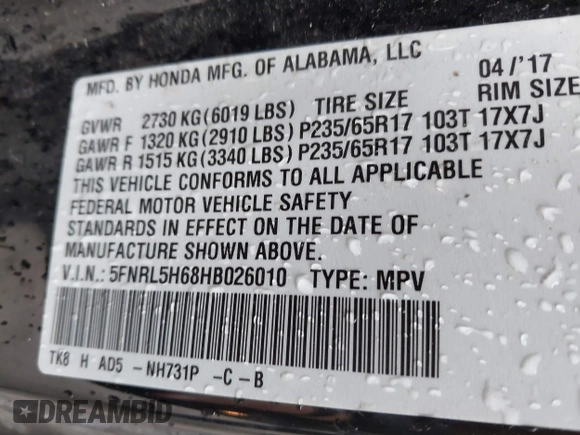 MFD. BY HONDA MFG. OF ALABAMA, LLC 04/'17
GVWR 2730 KG (6019 LBS) TIRE SIZE RIM SIZE
GAWR F 1320 KG (2910 LBS) P235/65R17 103T 17X7J
GAWR R 1515 KG (3340 LBS) P235/65R17 103T 17X7J
THIS VEHICLE CONFORMS TO ALL APPLICABLE
FEDERAL MOTOR VEHICLE SAFETY
STANDARDS IN EFFECT ON THE DATE OF
MANUFACTURE SHOWN ABOVE.
V.I.N.: 5FNRL5H68HB026010 TYPE: MPV
TK8 H AD5 -NH731P -C-B
DREAMBID